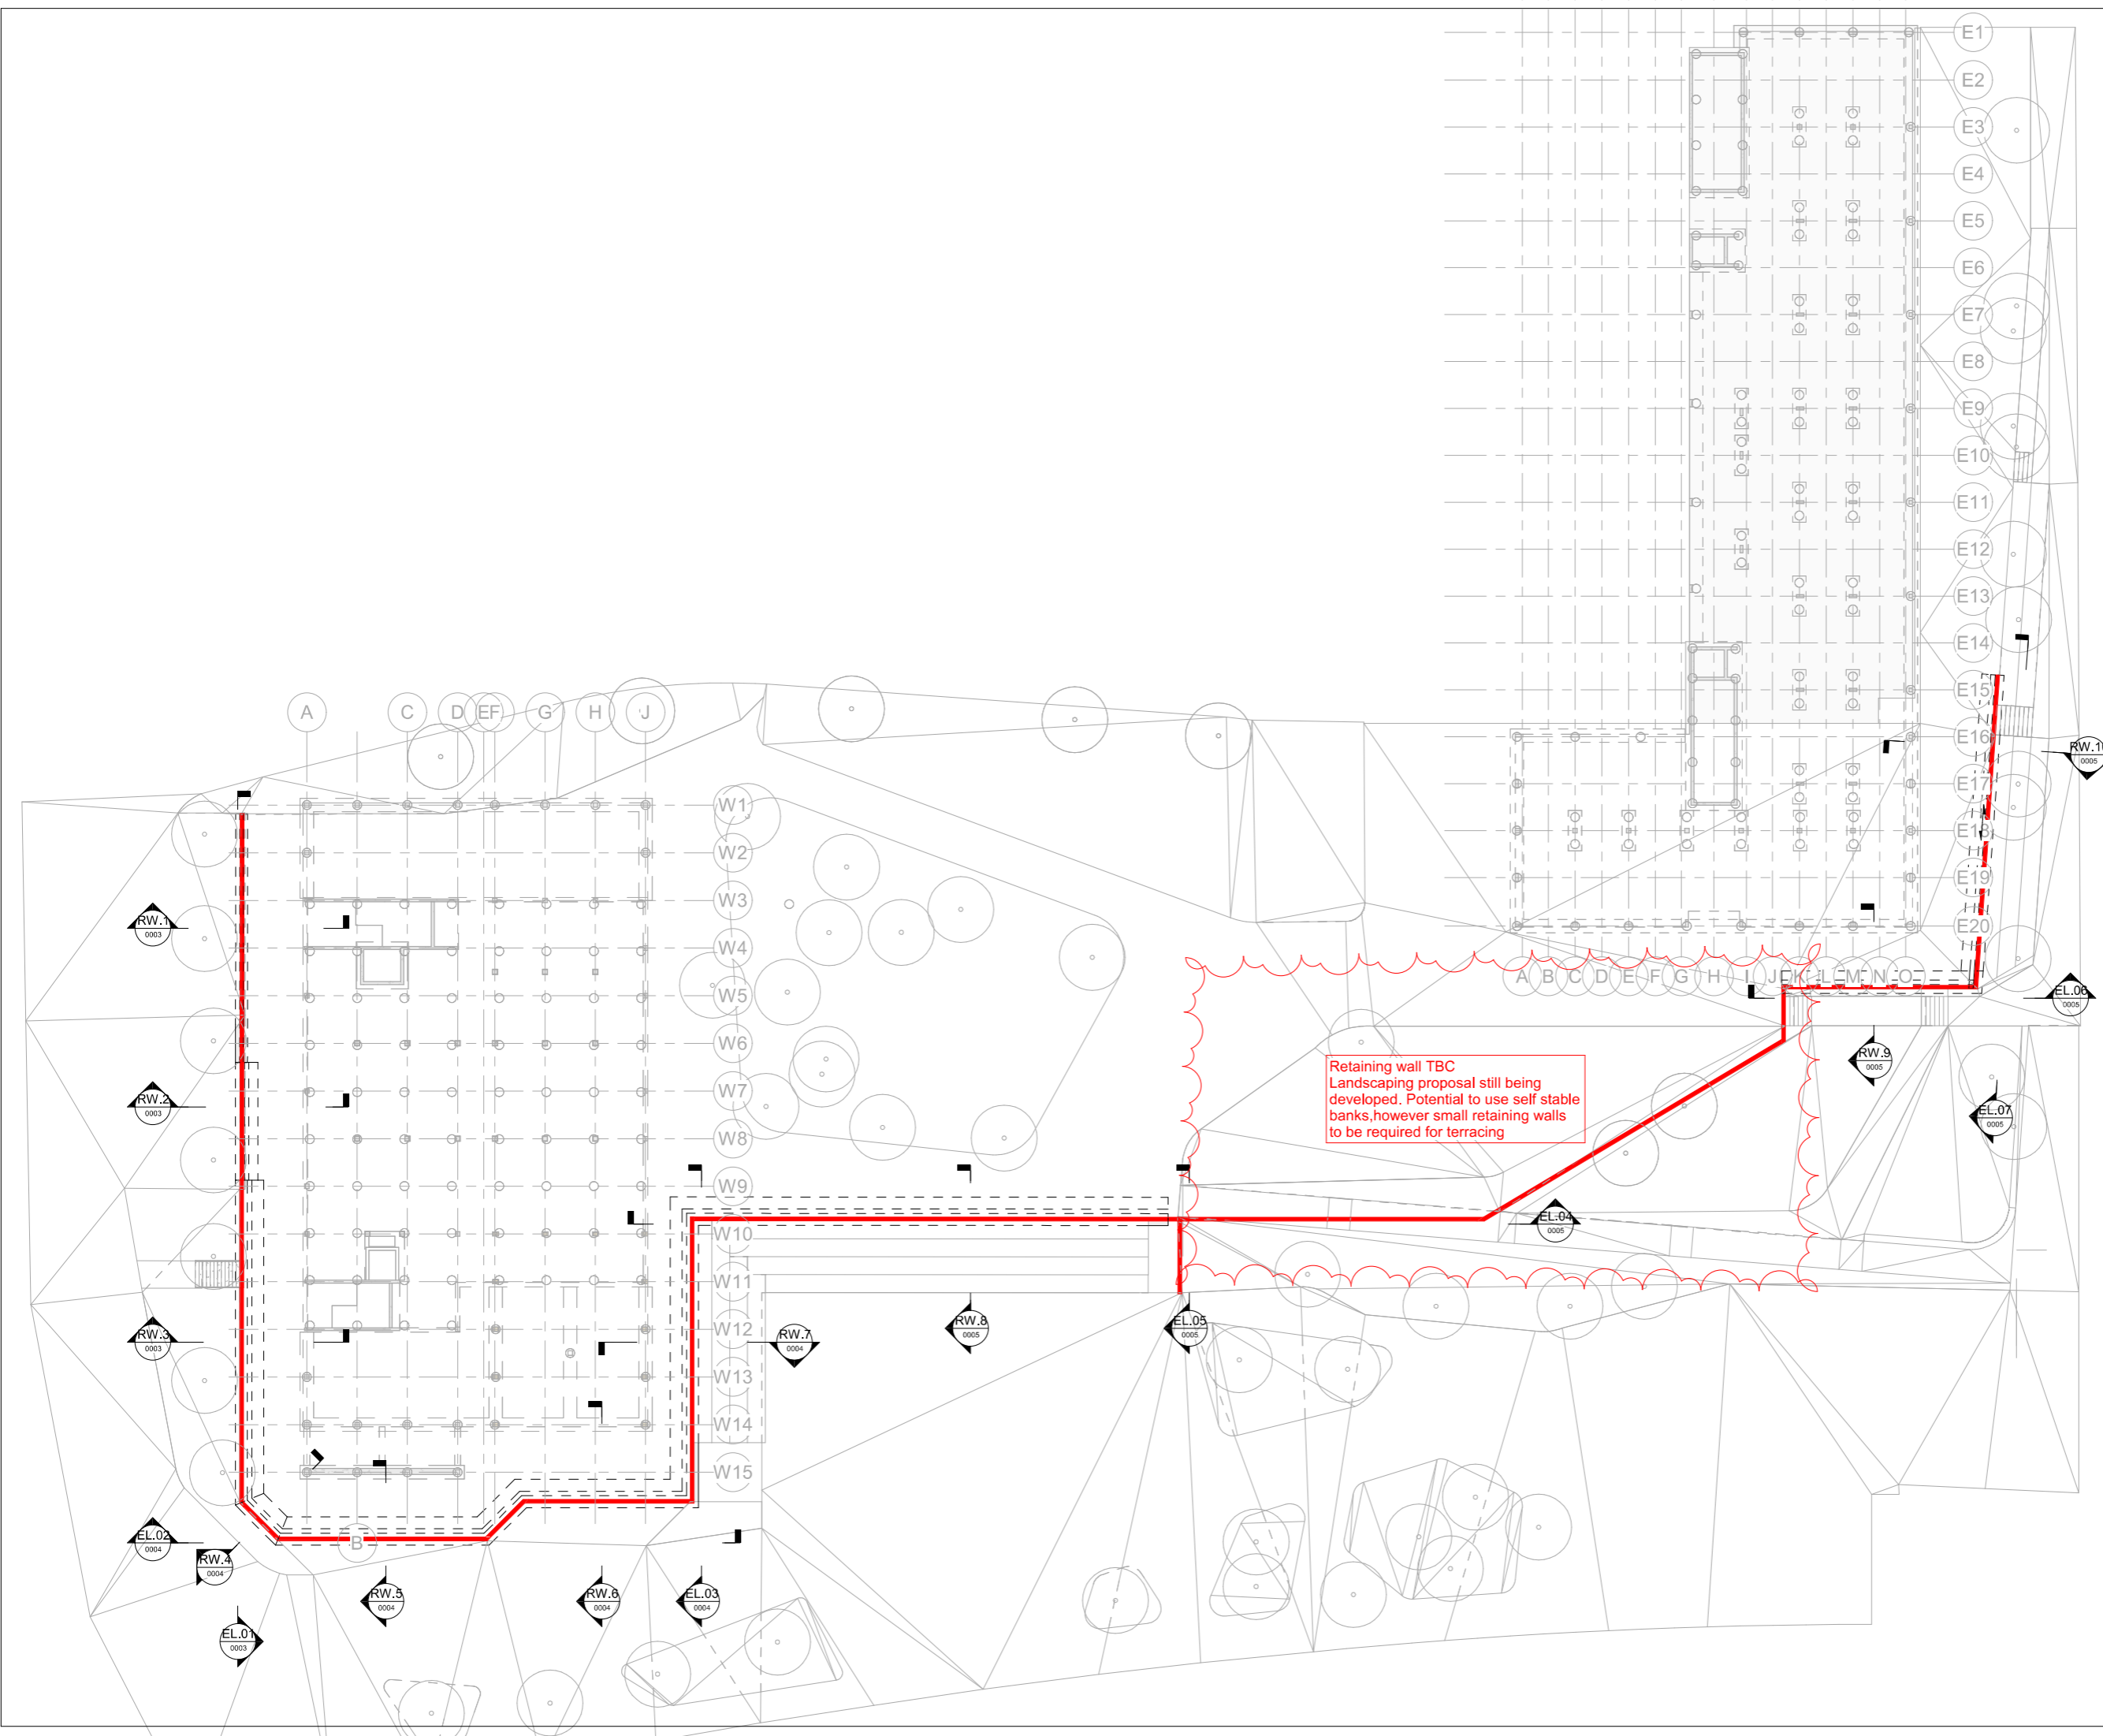 E1
E2
E3
E4
E5
E6
E7
E8
E9
E10
E11
E12
E13
E14
E15
E16
E17
E18
E19
E20
RW.10
0005
A C D E F G H J
W1
W2
W3
W4
W5
W6
W7
W8
W9
W10
W11
W12
W13
W14
W15
B
RW.1
0003
RW.2
0003
RW.3
0003
EL.02
0004
RW.4
0004
EL.01
0003
RW.5
0004
RW.6
0004
EL.03
0004
RW.7
0004
RW.8
0005
EL.05
0005
EL.04
0005
A B C D E F G H I J K L M N O
EL.06
0005
RW.9
0005
EL.07
0005
Retaining wall TBC
Landscaping proposal still being
developed. Potential to use self stable
banks,however small retaining walls
to be required for terracing